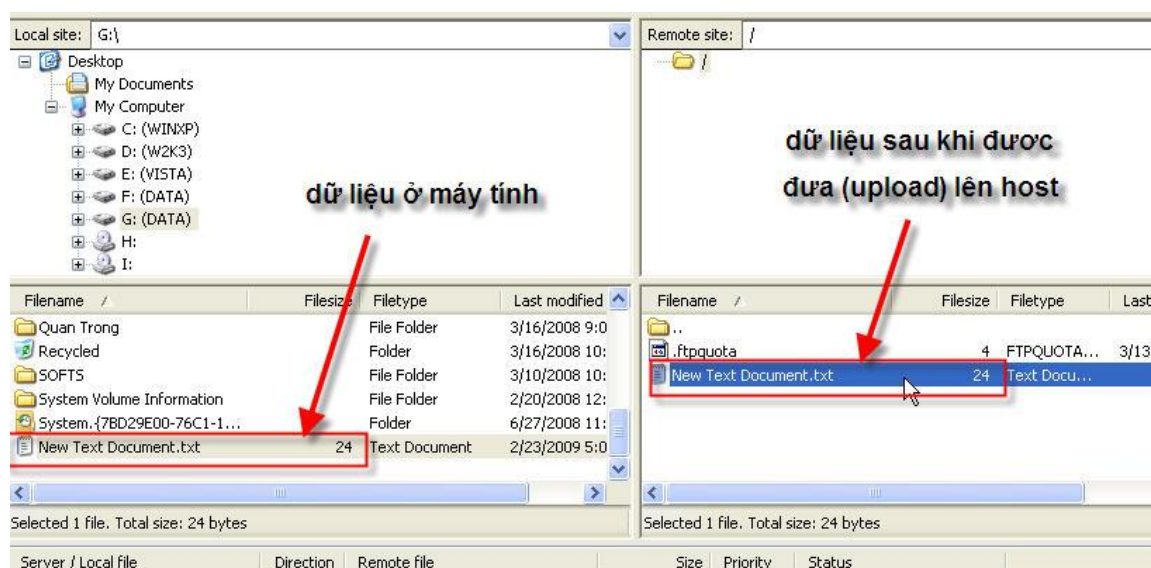 Local site: G:\
Desktop
My Documents
My Computer
C: (WINXP)
D: (W2K3)
E: (VISTA)
F: (DATA)
G: (DATA)
H:
I:
dữ liệu ở máy tính
Filename Filesize Filetype Last modified
Quan Trong File Folder 3/16/2008 9:0
Recycled Folder 3/16/2008 10:
SOFTS File Folder 3/10/2008 10:
System Volume Information File Folder 2/20/2008 12:
System.{7BD29E00-76C1-1... Folder 6/27/2008 11:
New Text Document.txt 24 Text Document 2/23/2009 5:0
Selected 1 file. Total size: 24 bytes
Remote site: /
/
dữ liệu sau khi đươc
đưa (upload) lên host
Filename Filesize Filetype Last
..
.ftpquota 4 FTPQUOTA... 3/13
New Text Document.txt 24 Text Docu...
Selected 1 file. Total size: 24 bytes
Server / Local file Direction Remote file Size Priority Status